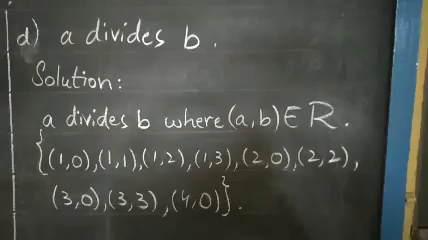 d) a divides b.
Solution:
a divides b where (a,b) ∈ R.
{(1,0),(1,1),(1,2),(1,3),(2,0),(2,2),
(3,0),(3,3),(4,0)}.